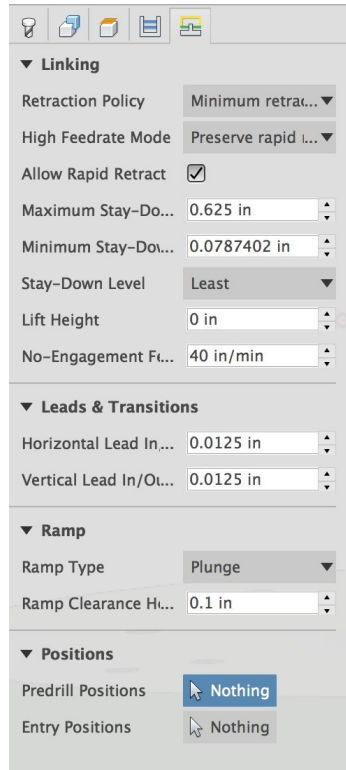 Linking
Retraction Policy Minimum retrac...
High Feedrate Mode Preserve rapid ...
Allow Rapid Retract
Maximum Stay-Do... 0.625 in
Minimum Stay-Do... 0.0787402 in
Stay-Down Level Least
Lift Height 0 in
No-Engagement Fe... 40 in/min
Leads & Transitions
Horizontal Lead In,... 0.0125 in
Vertical Lead In/Ou... 0.0125 in
Ramp
Ramp Type Plunge
Ramp Clearance He... 0.1 in
Positions
Predrill Positions Nothing
Entry Positions Nothing